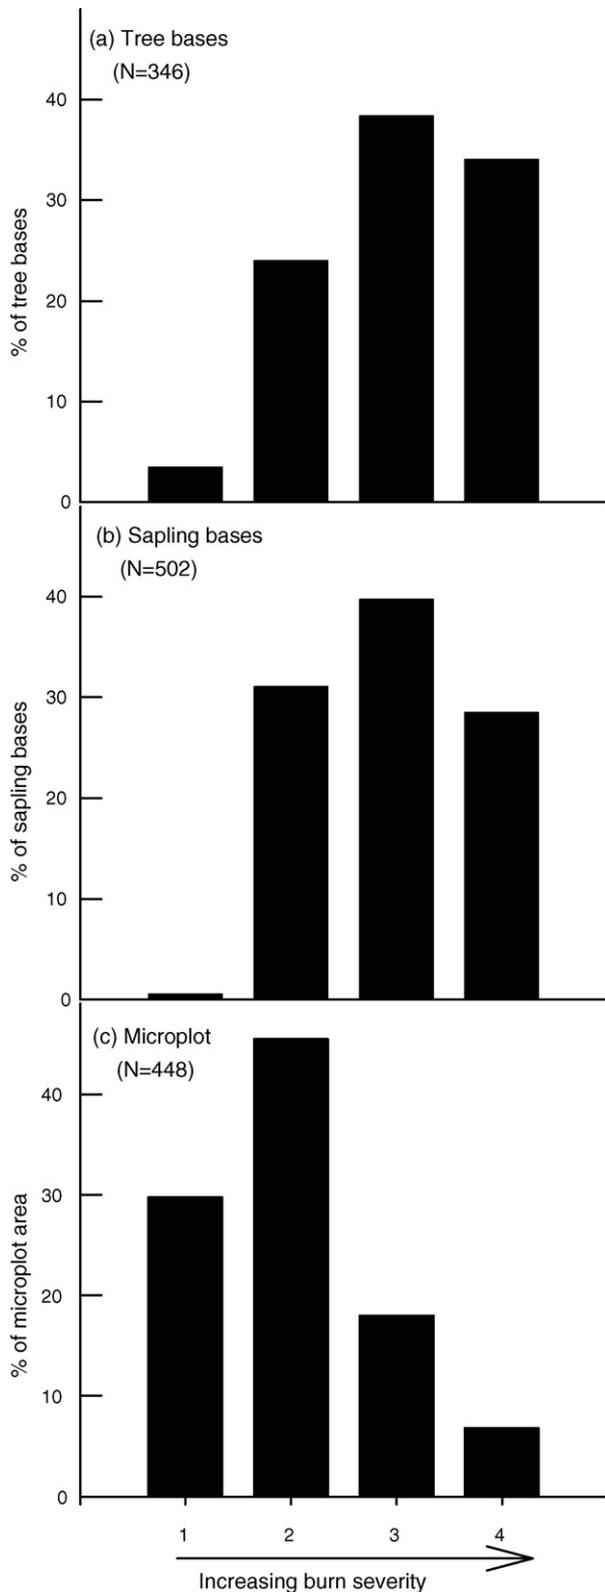 (a) Tree bases
(N=346)
40
30
20
10
0
% of tree bases
(b) Sapling bases
(N=502)
40
30
20
10
0
% of sapling bases
(c) Microplot
(N=448)
40
30
20
10
0
% of microplot area
1 2 3 4
Increasing burn severity